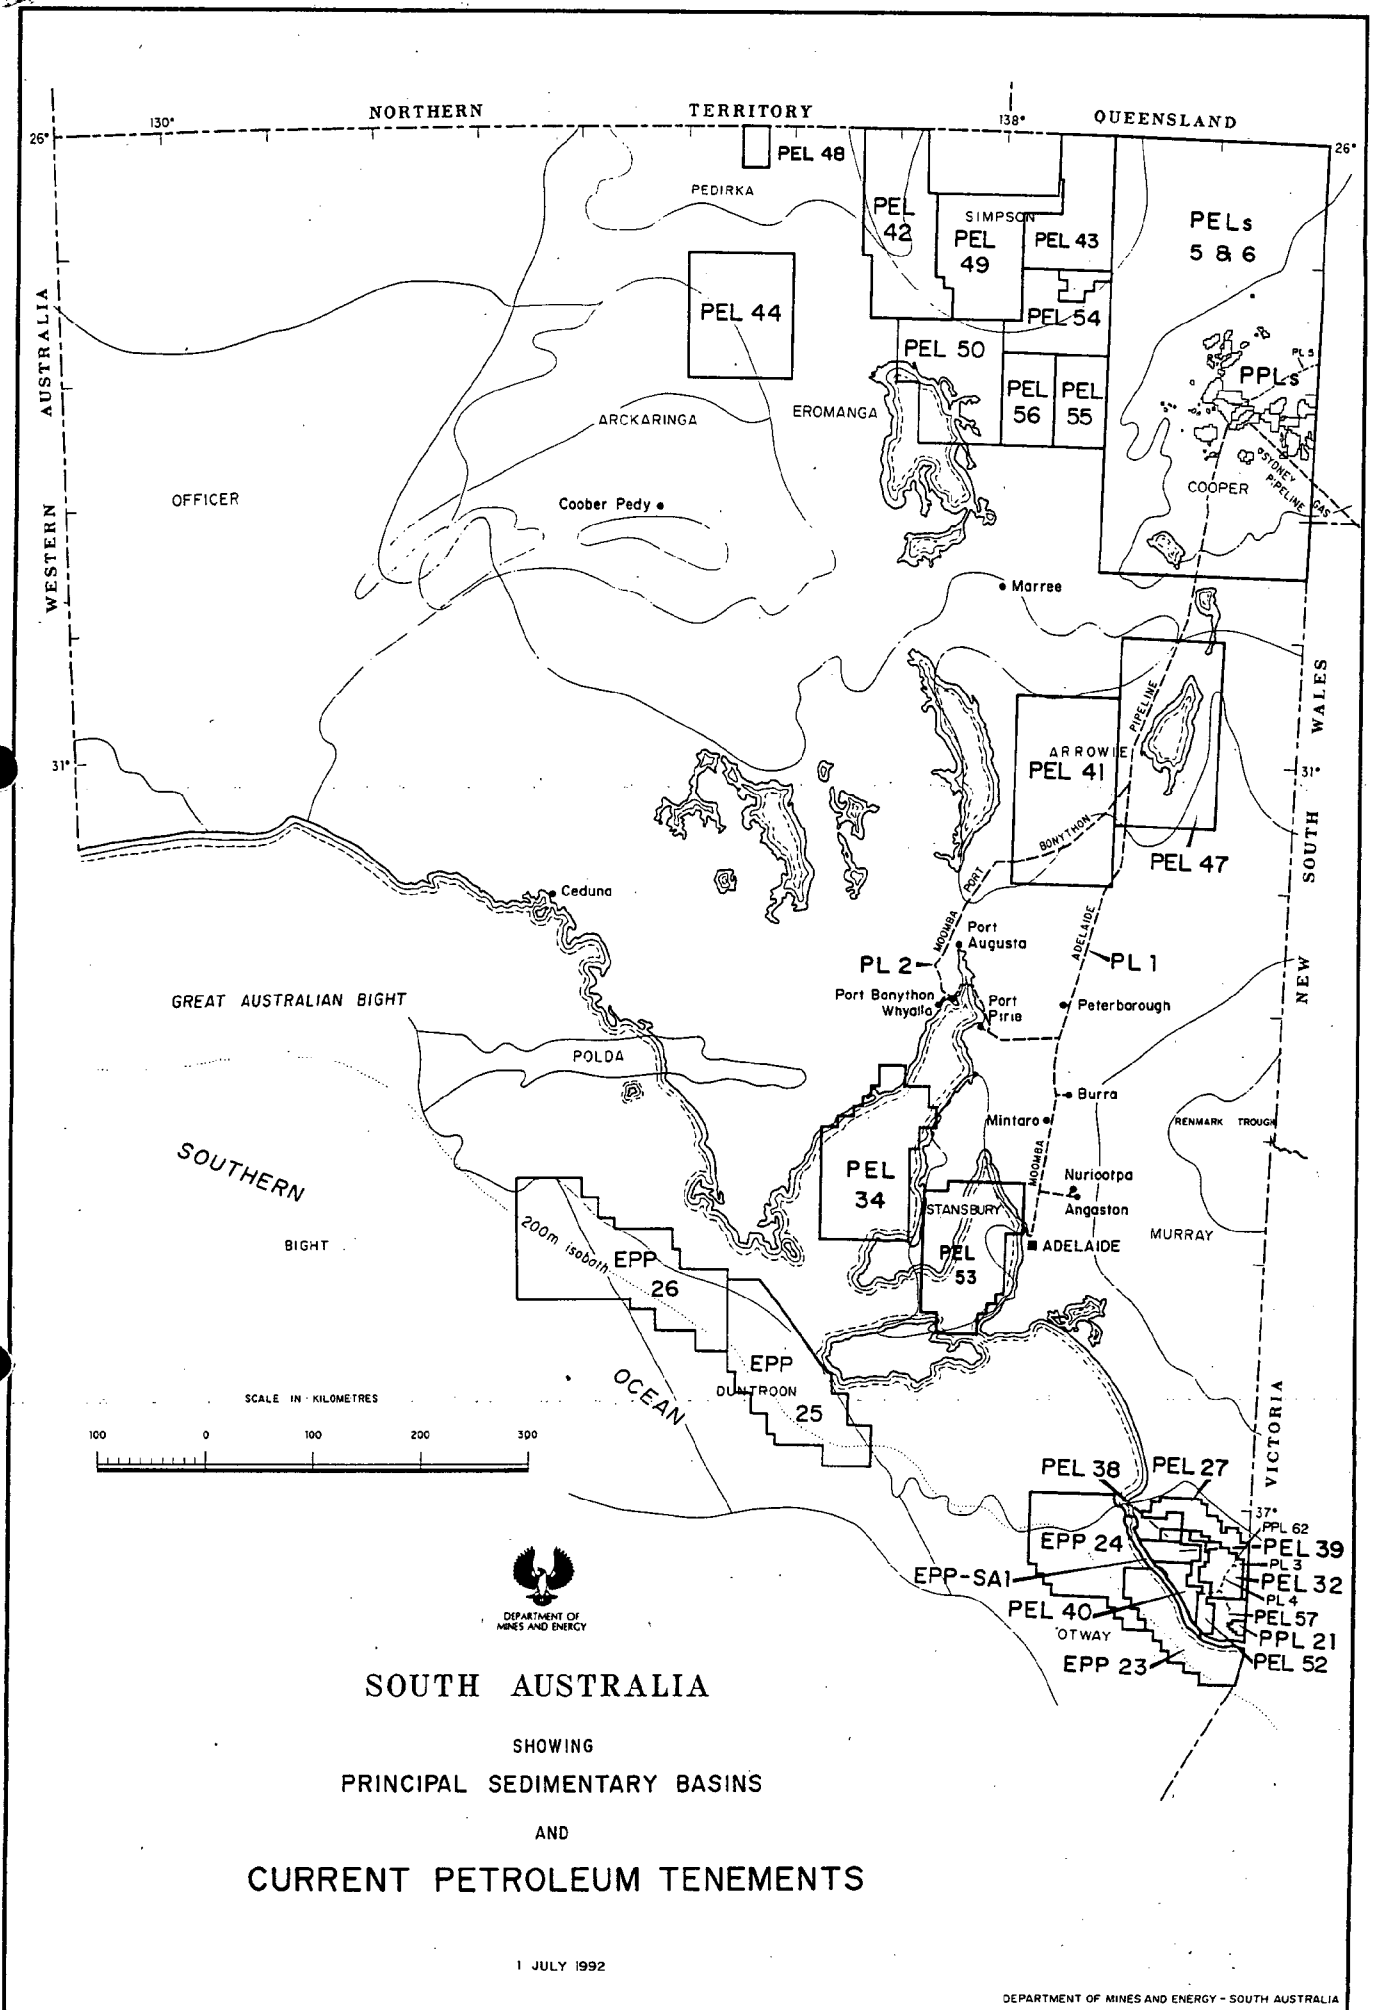 NORTHERN TERRITORY QUEENSLAND
130° 138°
26° 26°
PEL 48
PEDIRKA
PEL
42
SIMPSON
PEL
49
PEL 43
PELs
5 & 6
WESTERN AUSTRALIA
PEL 44
PEL 54
PEL 50
PL 5
PPLs
PEL
56
PEL
55
ARCKARINGA
EROMANGA
OFFICER
Coober Pedy
COOPER
SYDNEY GAS
PIPELINE
Marree
NEW SOUTH WALES
PIPELINE
ARROWIE
PEL 41
31° 31°
BONYTHON
PEL 47
Ceduna
PORT
MOOMBA
Port
Augusta
ADELAIDE
PL 2
PL 1
GREAT AUSTRALIAN BIGHT
Port Bonython
Whyalla
Port
Pirie
Peterborough
POLDA
Burra
Mintaro
RENMARK TROUGH
MOOMBA
SOUTHERN
PEL
34
Nuriootpa
Angaston
STANSBURY
200m isobath
BIGHT
MURRAY
ADELAIDE
EPP
26
PEL
53
EPP
DUNTROON
25
OCEAN
SCALE IN KILOMETRES
100 0 100 200 300
VICTORIA
PEL 38
PEL 27
37°
PPL 62
EPP 24
PEL 39
PL 3
EPP-SA1
PEL 32
PL 4
PEL 40
PEL 57
OTWAY
PPL 21
EPP 23
PEL 52
DEPARTMENT OF
MINES AND ENERGY
SOUTH AUSTRALIA
SHOWING
PRINCIPAL SEDIMENTARY BASINS
AND
CURRENT PETROLEUM TENEMENTS
1 JULY 1992
DEPARTMENT OF MINES AND ENERGY - SOUTH AUSTRALIA